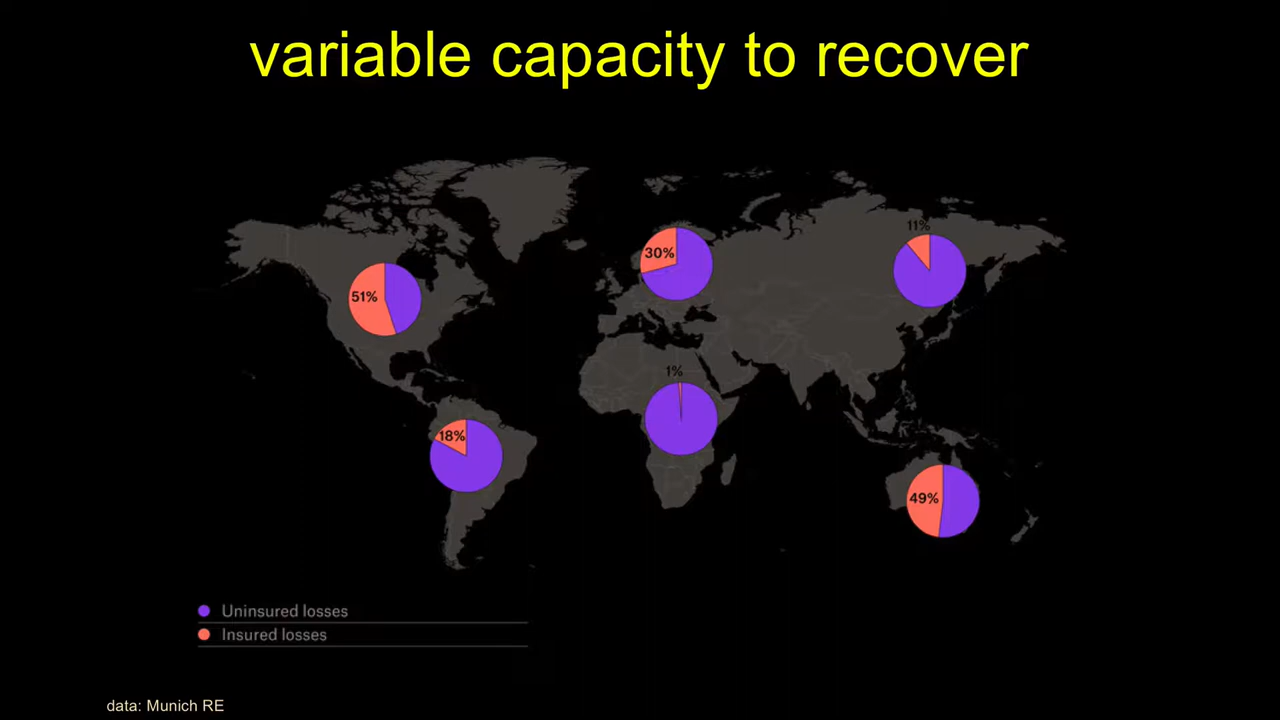 variable capacity to recover
11%
30%
51%
1%
18%
49%
Uninsured losses
Insured losses
data: Munich RE